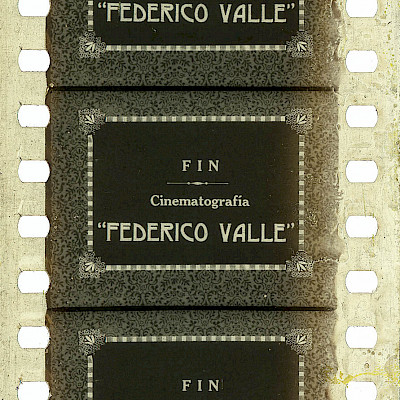 “FEDERICO VALLE”
FIN
Cinematografía
“FEDERICO VALLE”
FIN